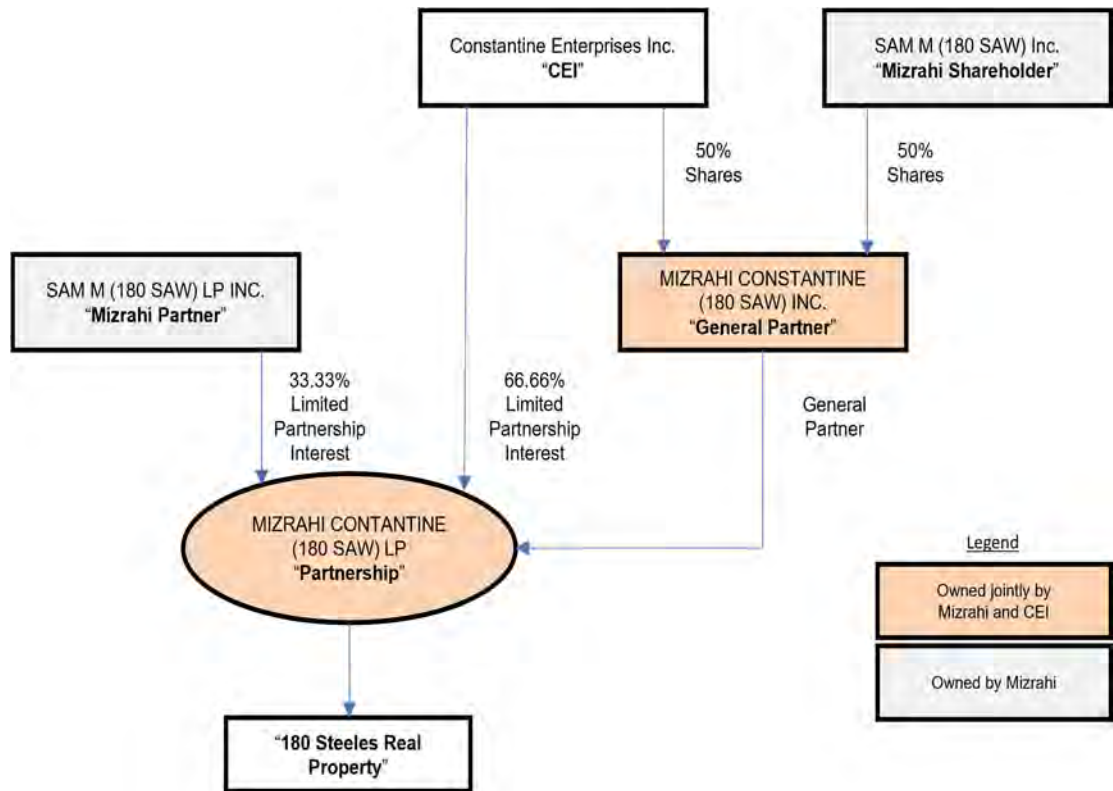 Constantine Enterprises Inc.
“CEI”
SAM M (180 SAW) Inc.
“Mizrahi Shareholder”
50%
Shares
50%
Shares
SAM M (180 SAW) LP INC.
“Mizrahi Partner”
MIZRAHI CONSTANTINE
(180 SAW) INC.
“General Partner”
33.33%
Limited
Partnership
Interest
66.66%
Limited
Partnership
Interest
General
Partner
MIZRAHI CONTANTINE
(180 SAW) LP
“Partnership”
Legend
Owned jointly by
Mizrahi and CEI
Owned by Mizrahi
“180 Steeles Real
Property”